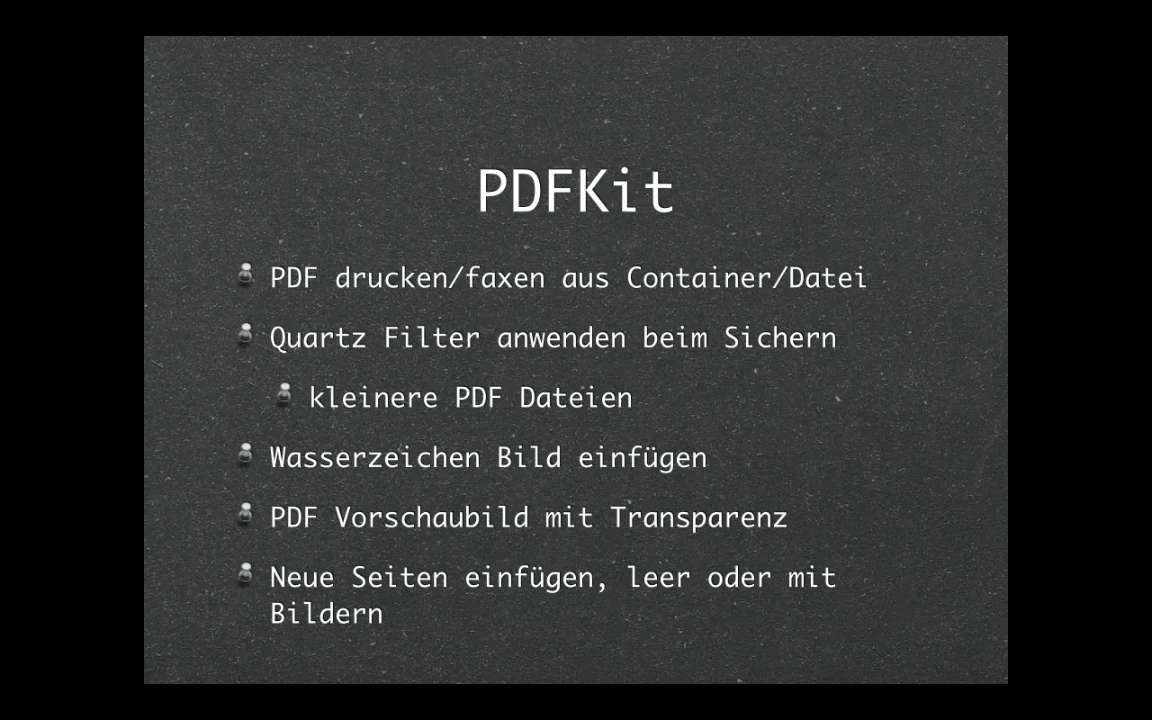 PDFKit
PDF drucken/faxen aus Container/Datei
Quartz Filter anwenden beim Sichern
kleinere PDF Dateien
Wasserzeichen Bild einfügen
PDF Vorschaubild mit Transparenz
Neue Seiten einfügen, leer oder mit
Bildern